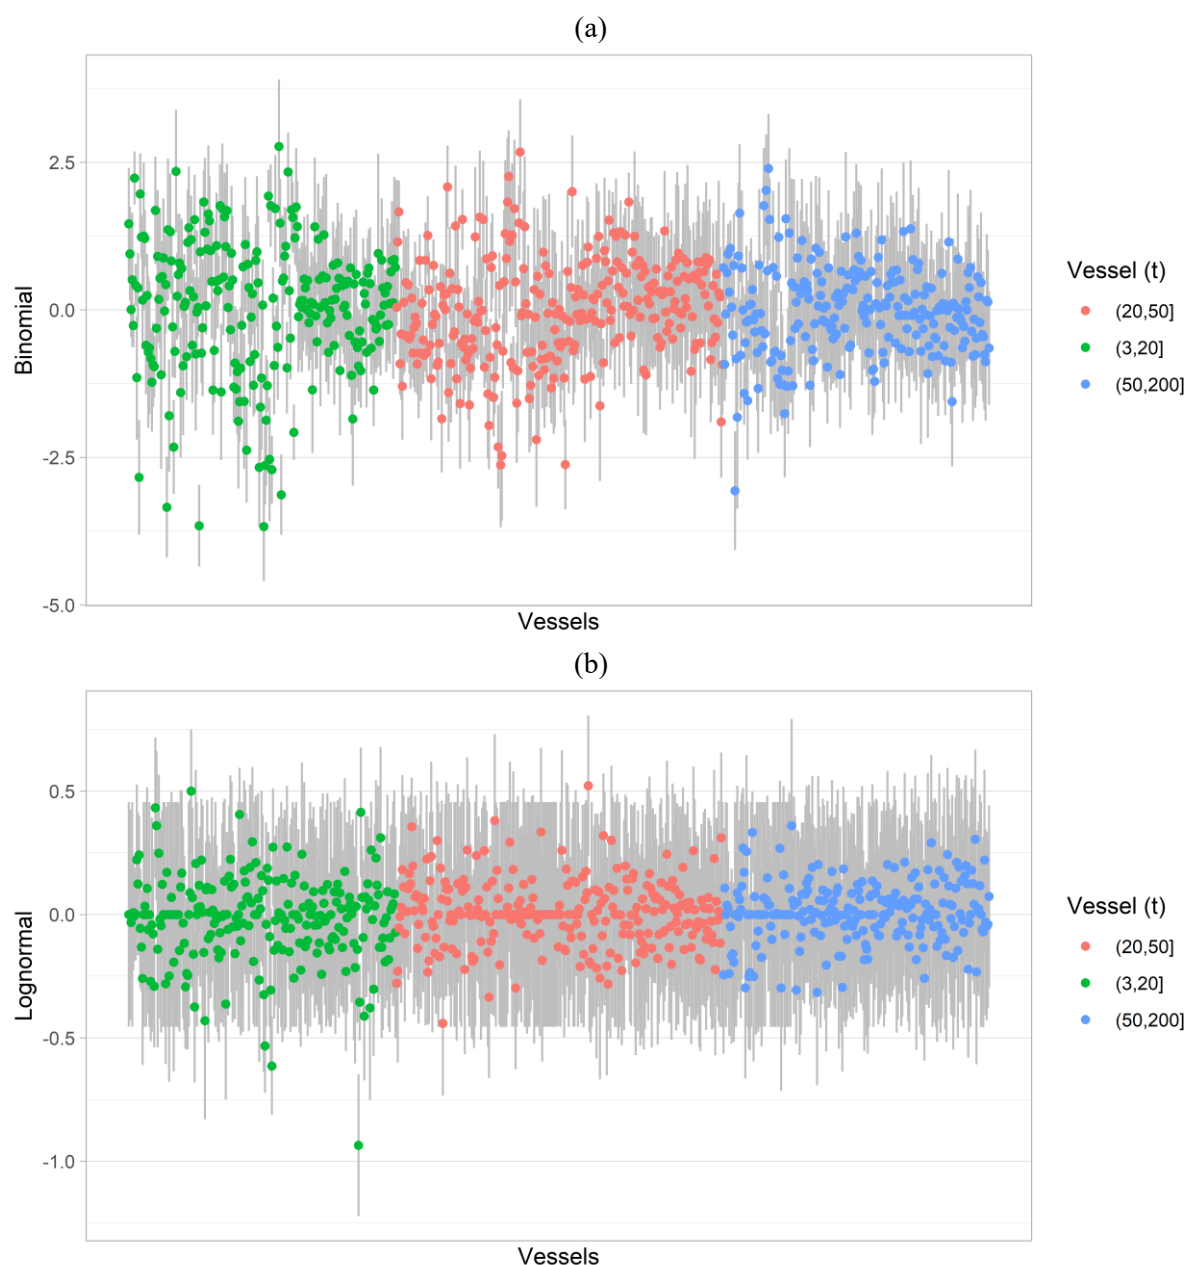 (a)
2.5
0.0
-2.5
-5.0
Binomial
Vessels
Vessel (t)
(20,50]
(3,20]
(50,200]
(b)
0.5
0.0
-0.5
-1.0
Lognormal
Vessels
Vessel (t)
(20,50]
(3,20]
(50,200]